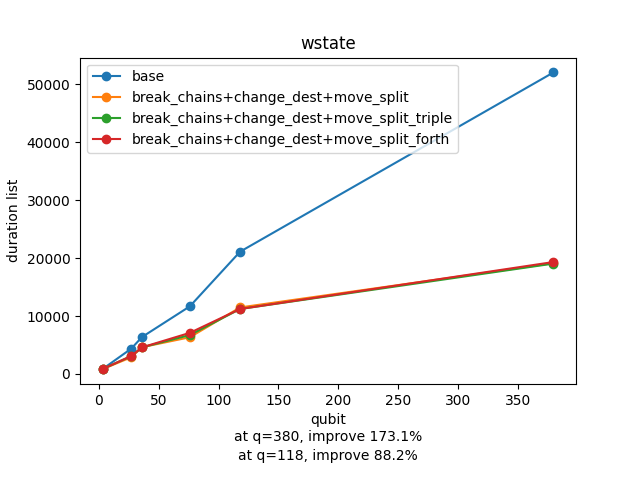 wstate
base
break_chains+change_dest+move_split
break_chains+change_dest+move_split_triple
break_chains+change_dest+move_split_forth
duration list
50000
40000
30000
20000
10000
0
0 50 100 150 200 250 300 350
qubit
at q=380, improve 173.1%
at q=118, improve 88.2%